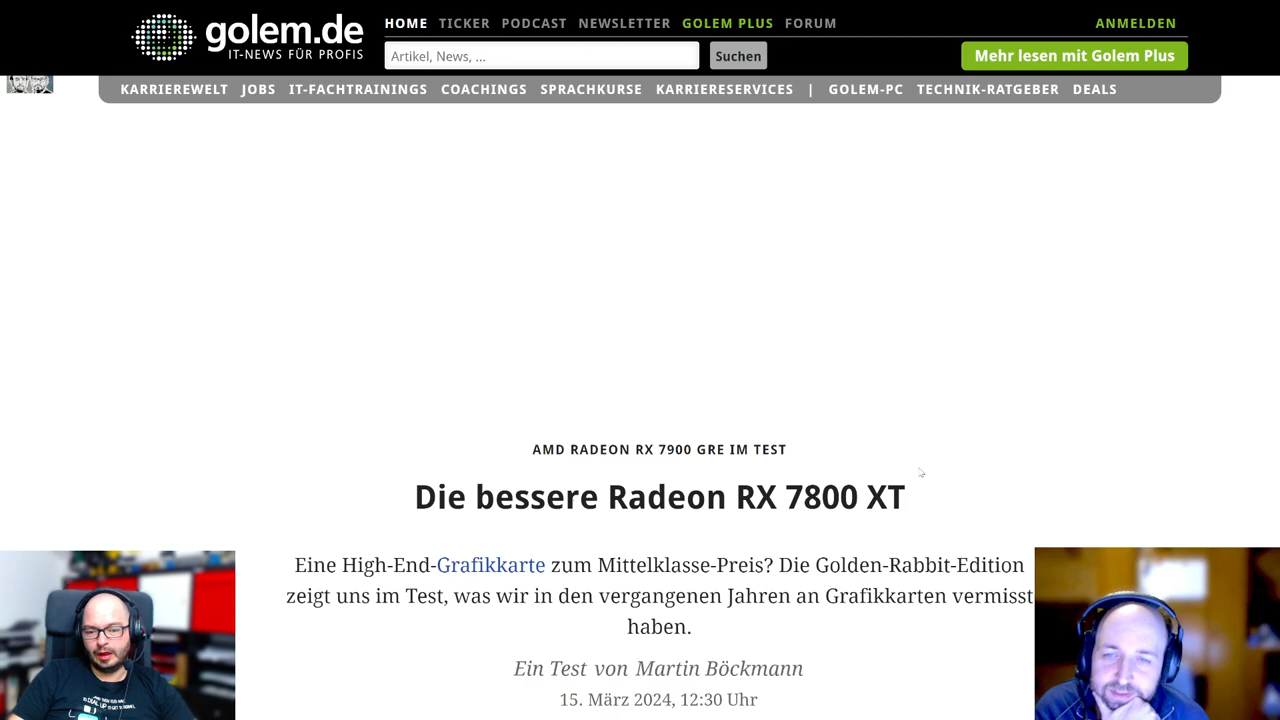 golem.de
IT-NEWS FÜR PROFIS
HOME TICKER PODCAST NEWSLETTER GOLEM PLUS FORUM
ANMELDEN
Artikel, News, ...
Suchen
Mehr lesen mit Golem Plus
KARRIEREWELT JOBS IT-FACHTRAININGS COACHINGS SPRACHKURSE KARRIERESERVICES | GOLEM-PC TECHNIK-RATGEBER DEALS
AMD RADEON RX 7900 GRE IM TEST
Die bessere Radeon RX 7800 XT
Eine High-End-Grafikkarte zum Mittelklasse-Preis? Die Golden-Rabbit-Edition
zeigt uns im Test, was wir in den vergangenen Jahren an Grafikkarten vermisst
haben.
Ein Test von Martin Böckmann
15. März 2024, 12:30 Uhr